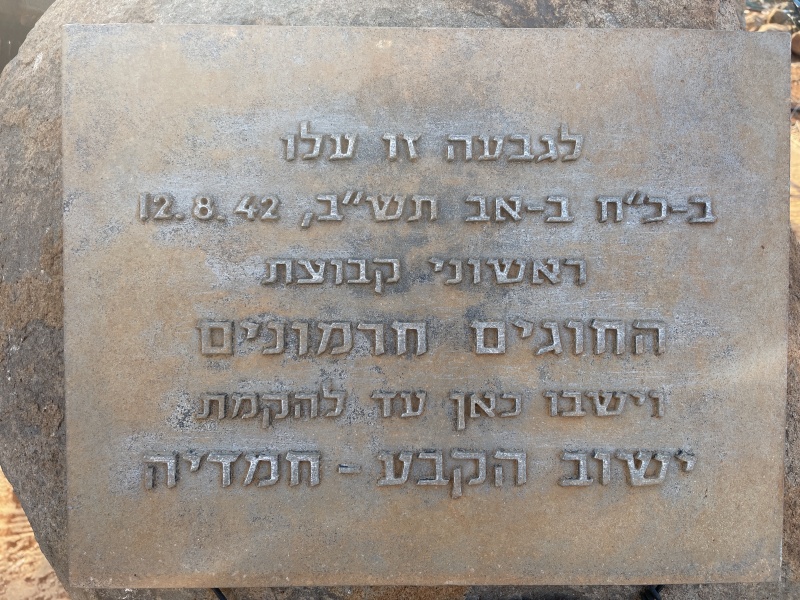 לגבעה זו עלו
ב-כ"ח ב-אב תש"ב, 12.8.42
ראשוני קבוצת
החוגים חרמונים
וישבו כאן עד להקמת
ישוב הקבע - חמדיה